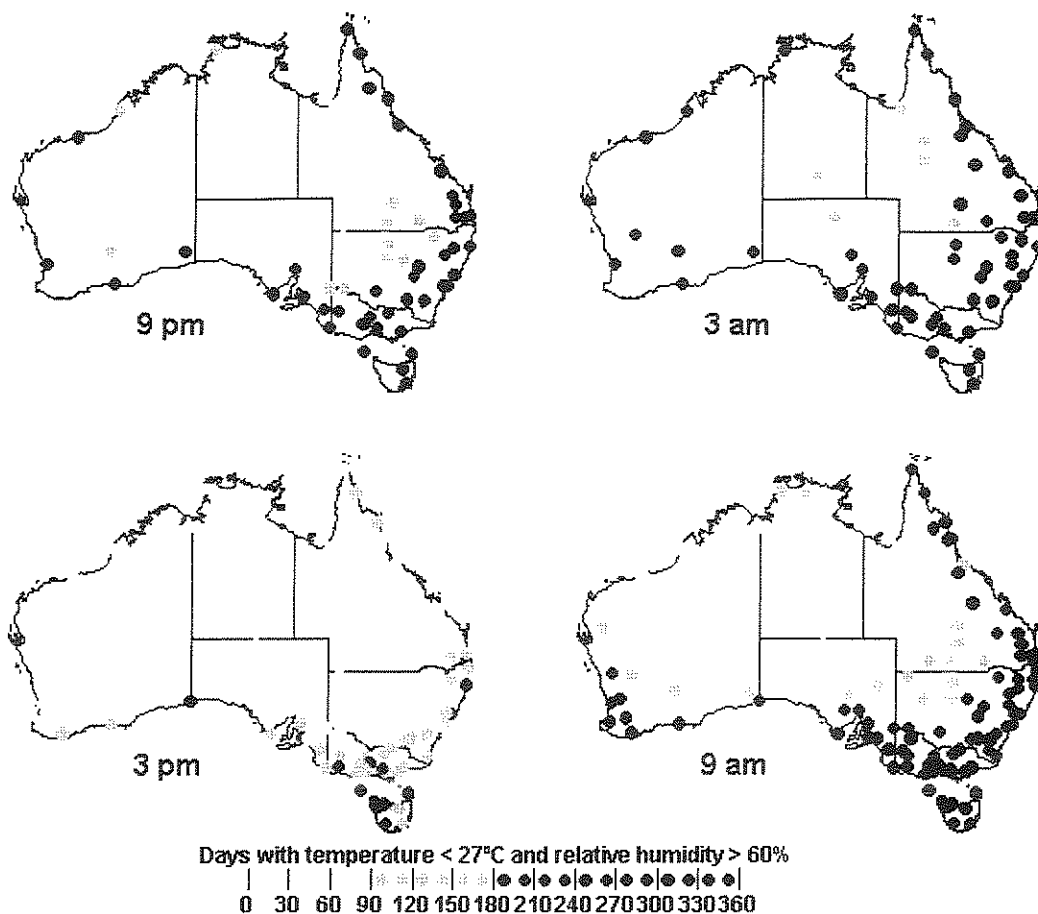 9 pm
3 am
3 pm
9 am
Days with temperature < 27°C and relative humidity > 60%
0 30 60 90 120 150 180 210 240 270 300 330 360